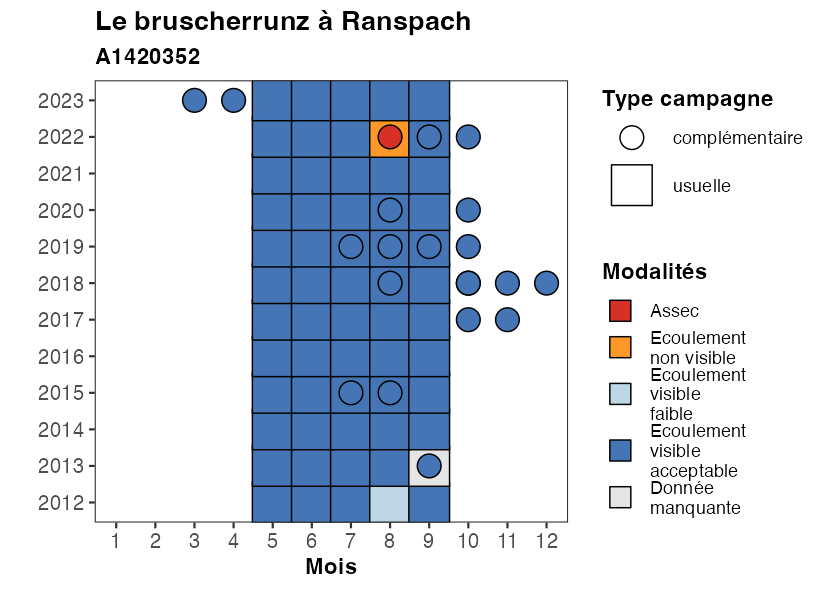 Le bruscherrunz à Ranspach
A1420352
2023
2022
2021
2020
2019
2018
2017
2016
2015
2014
2013
2012
1 2 3 4 5 6 7 8 9 10 11 12
Mois
Type campagne
complémentaire
usuelle
Modalités
Assec
Ecoulement
non visible
Ecoulement
visible
faible
Ecoulement
visible
acceptable
Donnée
manquante